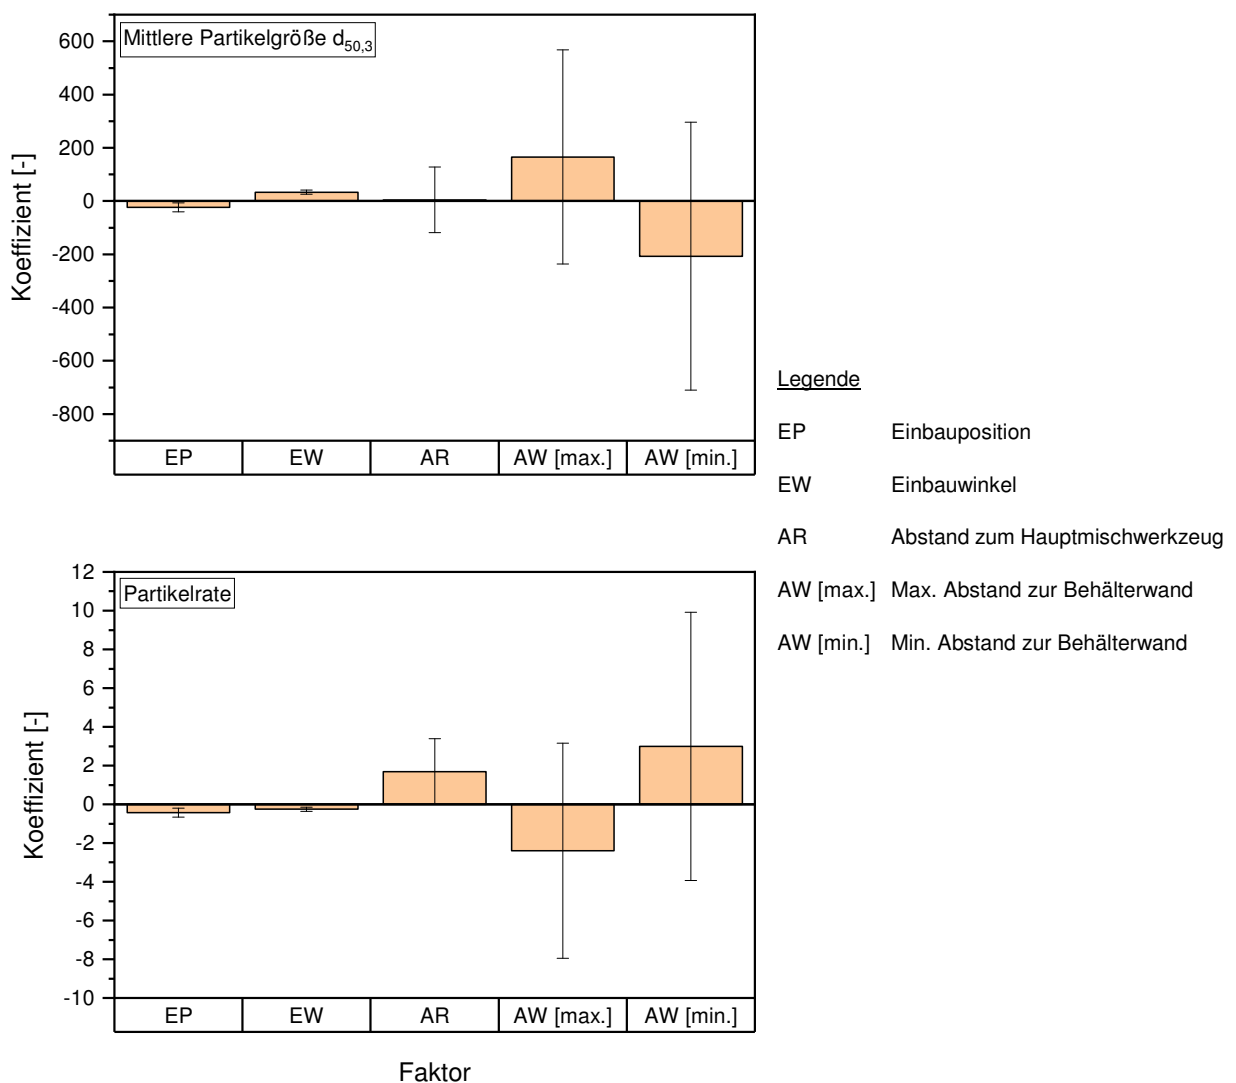 Mittlere Partikelgröße d50,3
600
400
200
0
-200
-400
-600
-800
Koeffizient [-]
EP EW AR AW [max.] AW [min.]
Legende
EP Einbauposition
EW Einbauwinkel
AR Abstand zum Hauptmischwerkzeug
AW [max.] Max. Abstand zur Behälterwand
AW [min.] Min. Abstand zur Behälterwand
Partikelrate
12
10
8
6
4
2
0
-2
-4
-6
-8
-10
Koeffizient [-]
EP EW AR AW [max.] AW [min.]
Faktor